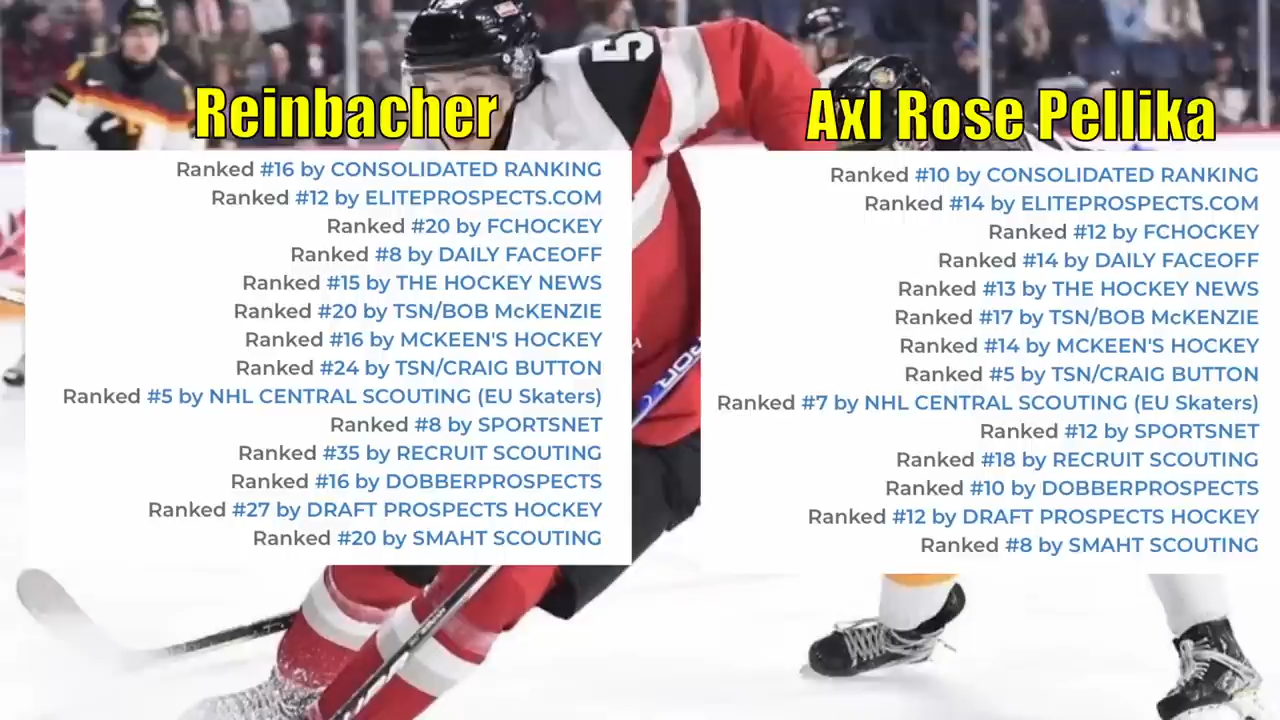 Reinbacher
Ranked #16 by CONSOLIDATED RANKING
Ranked #12 by ELITEPROSPECTS.COM
Ranked #20 by FCHOCKEY
Ranked #8 by DAILY FACEOFF
Ranked #15 by THE HOCKEY NEWS
Ranked #20 by TSN/BOB McKENZIE
Ranked #16 by MCKEEN'S HOCKEY
Ranked #24 by TSN/CRAIG BUTTON
Ranked #5 by NHL CENTRAL SCOUTING (EU Skaters)
Ranked #8 by SPORTSNET
Ranked #35 by RECRUIT SCOUTING
Ranked #16 by DOBBERPROSPECTS
Ranked #27 by DRAFT PROSPECTS HOCKEY
Ranked #20 by SMAHT SCOUTING
Axl Rose Pellika
Ranked #10 by CONSOLIDATED RANKING
Ranked #14 by ELITEPROSPECTS.COM
Ranked #12 by FCHOCKEY
Ranked #14 by DAILY FACEOFF
Ranked #13 by THE HOCKEY NEWS
Ranked #17 by TSN/BOB McKENZIE
Ranked #14 by MCKEEN'S HOCKEY
Ranked #5 by TSN/CRAIG BUTTON
Ranked #7 by NHL CENTRAL SCOUTING (EU Skaters)
Ranked #12 by SPORTSNET
Ranked #18 by RECRUIT SCOUTING
Ranked #10 by DOBBERPROSPECTS
Ranked #12 by DRAFT PROSPECTS HOCKEY
Ranked #8 by SMAHT SCOUTING
5